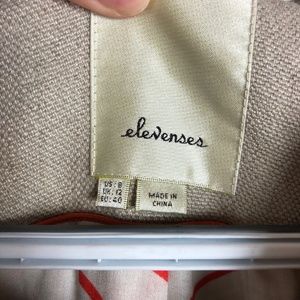 elevenses
US: 8
UK: 12
EU: 40
MADE IN
CHINA